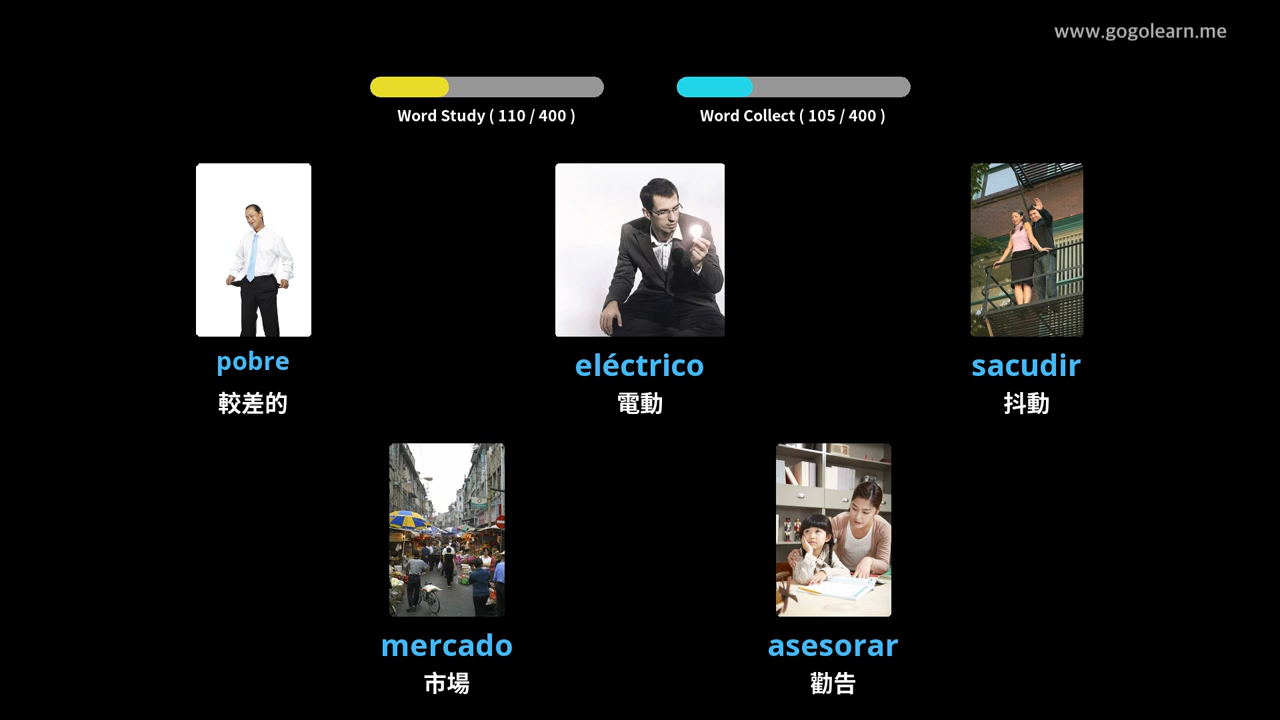 www.gogolearn.me
Word Study ( 110 / 400 )
Word Collect ( 105 / 400 )
pobre
較差的
eléctrico
電動
sacudir
抖動
mercado
市場
asesorar
勸告